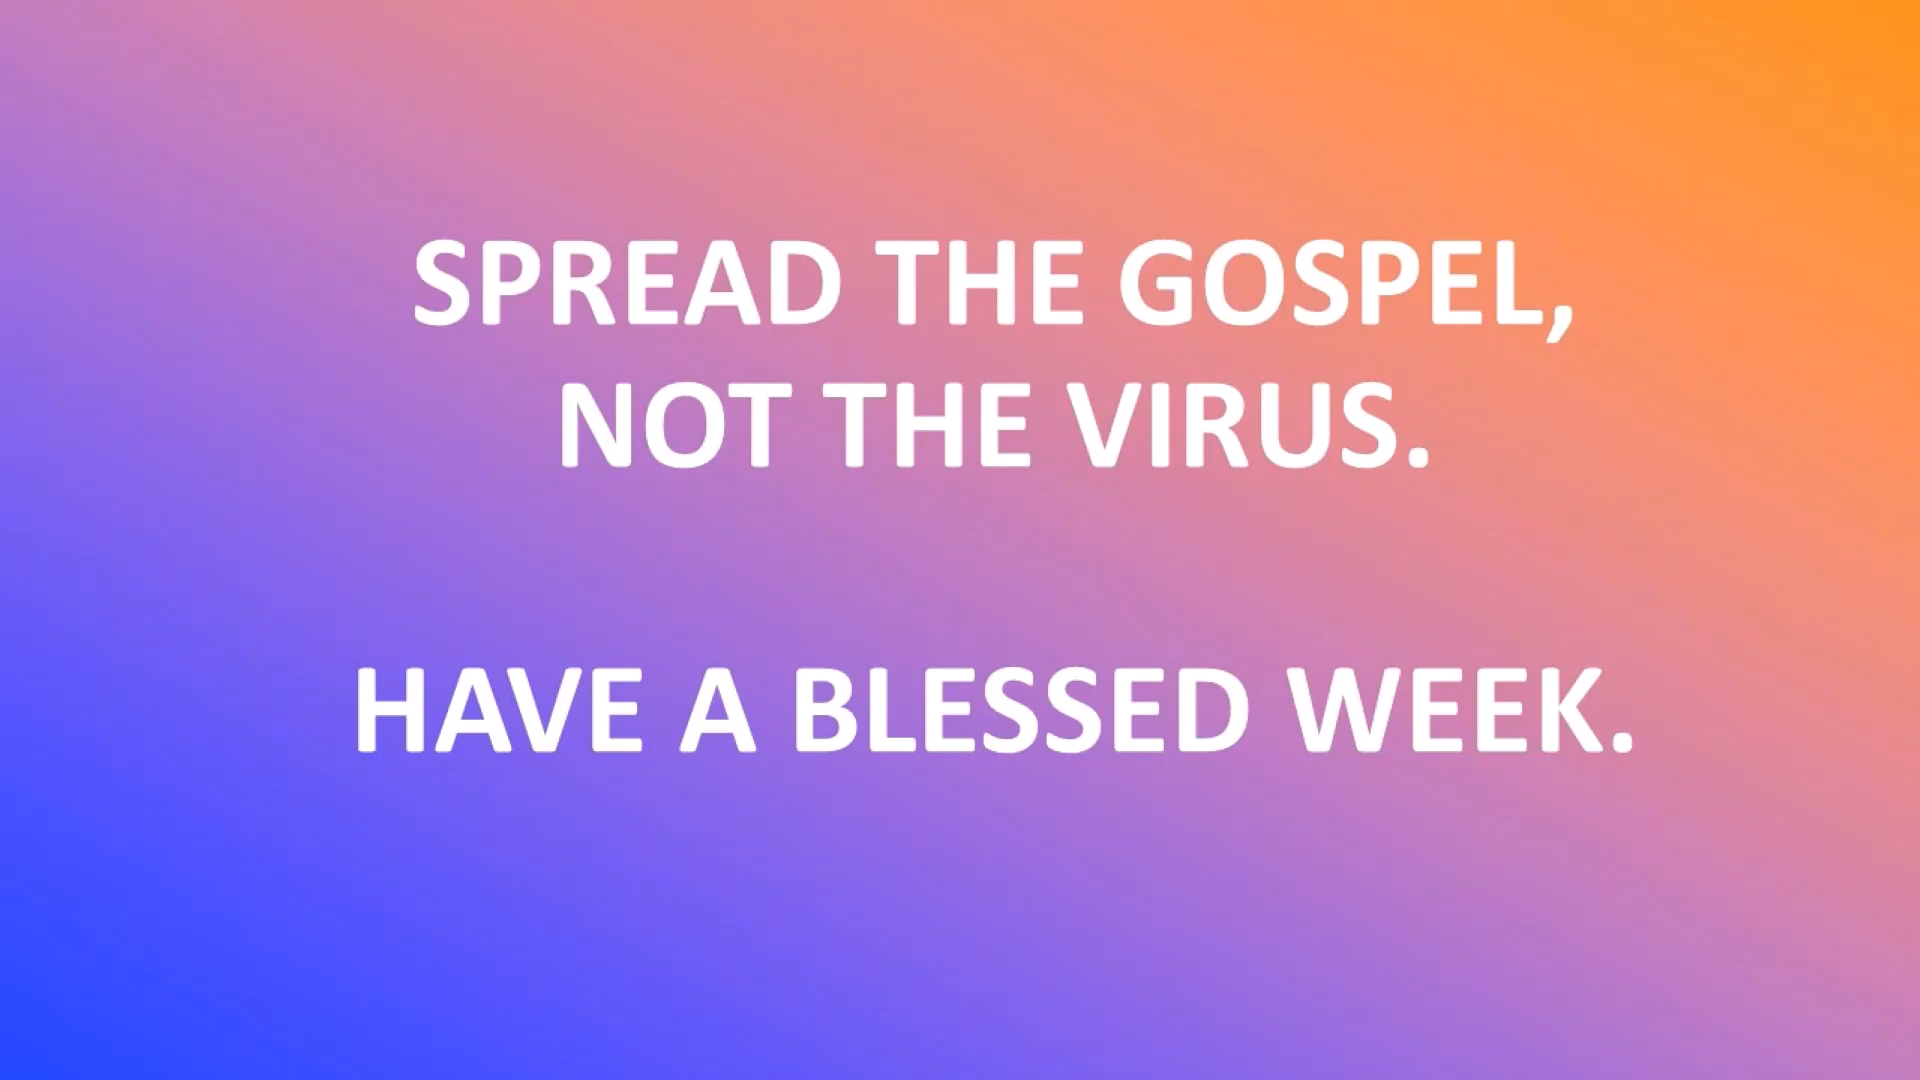 SPREAD THE GOSPEL,
NOT THE VIRUS.
HAVE A BLESSED WEEK.